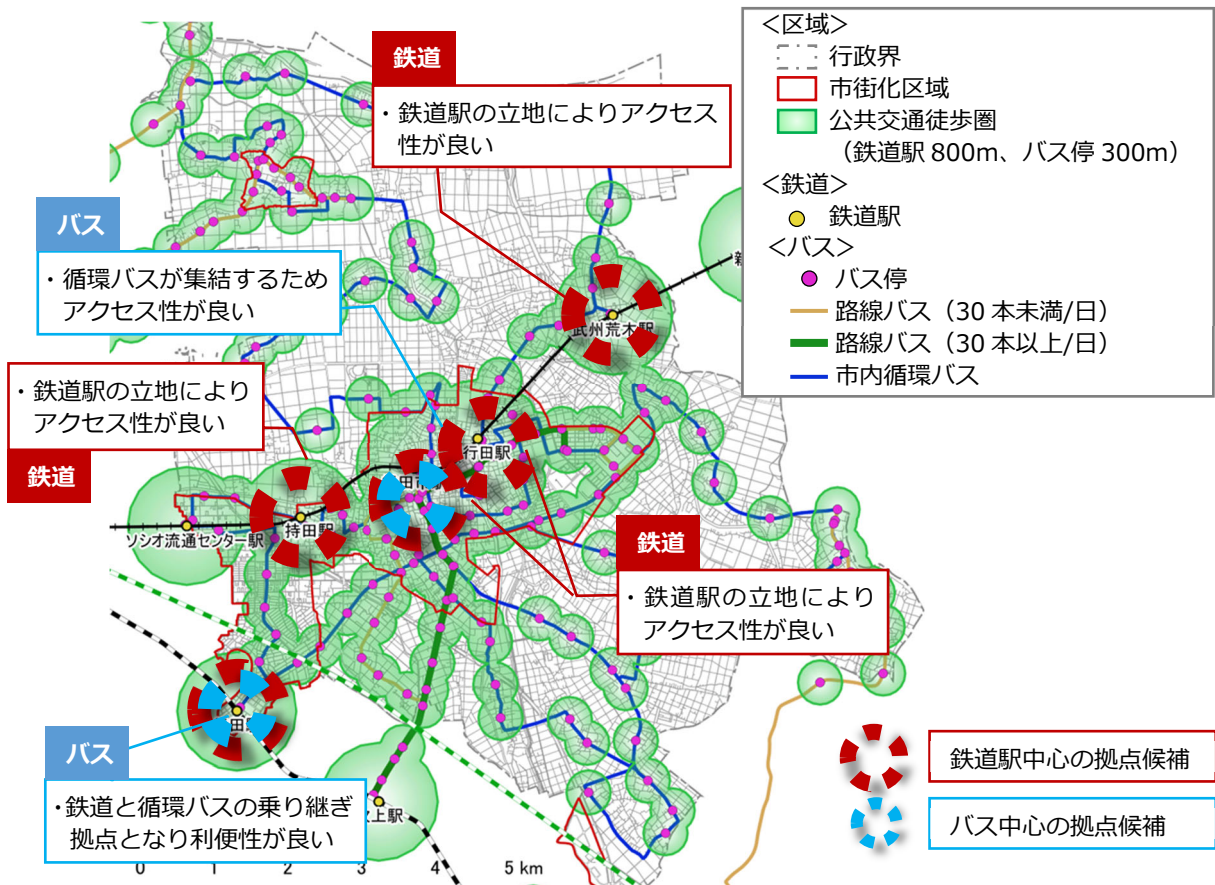 鉄道
・鉄道駅の立地によりアクセス
性が良い
<区域>
行政界
市街化区域
公共交通徒歩圏
(鉄道駅 800m、バス停 300m)
<鉄道>
鉄道駅
<バス>
バス停
路線バス(30 本未満/日)
路線バス(30 本以上/日)
市内循環バス
バス
・循環バスが集結するため
アクセス性が良い
新
武州荒木駅
・鉄道駅の立地により
アクセス性が良い
鉄道
行田駅
田市
持田駅
ソシオ流通センター駅
鉄道
・鉄道駅の立地により
アクセス性が良い
田駅
バス
・鉄道と循環バスの乗り継ぎ
拠点となり利便性が良い
上駅
0 1 2 3 4 5 km
鉄道駅中心の拠点候補
バス中心の拠点候補